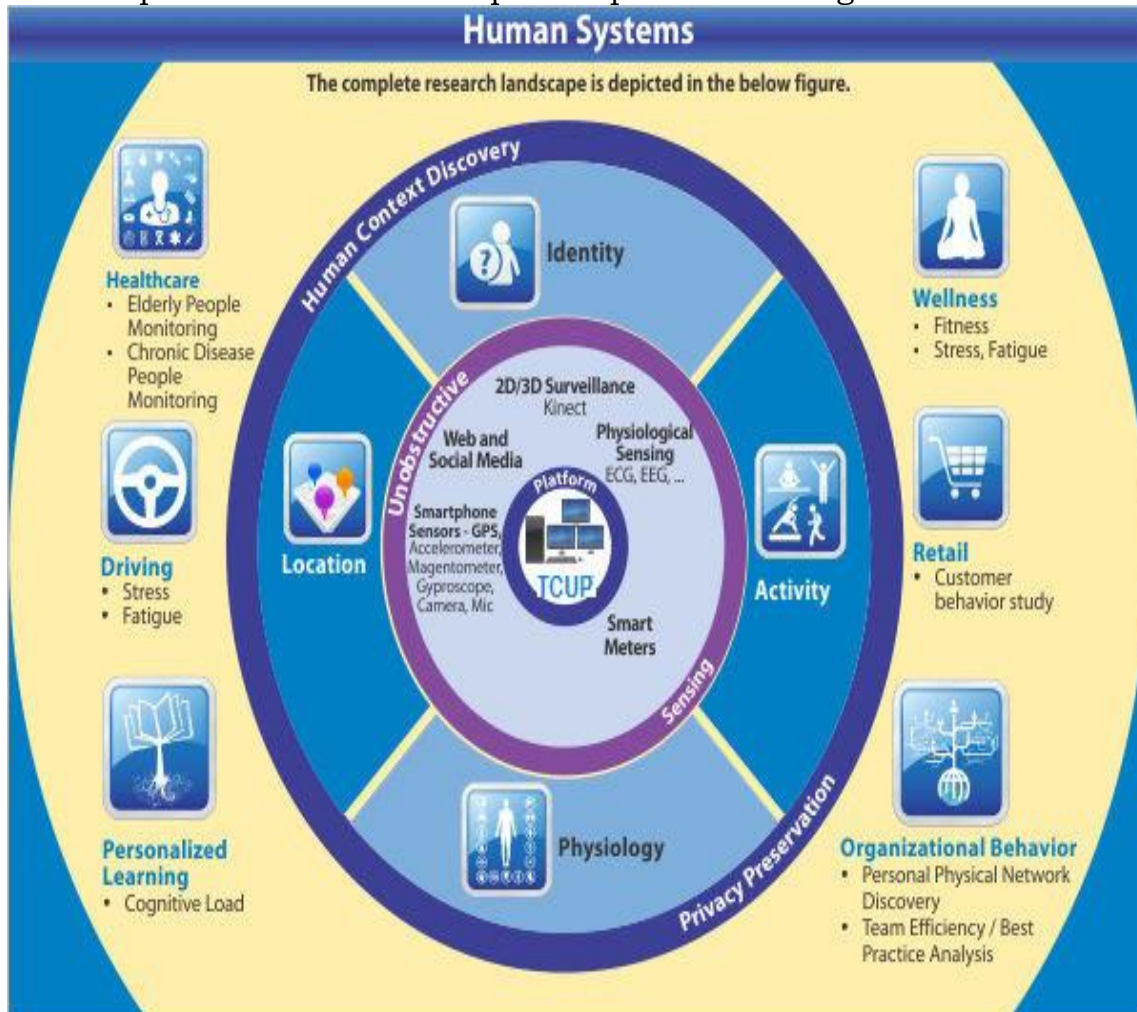 Human Systems
The complete research landscape is depicted in the below figure.
Human Context Discovery
Identity
Healthcare
• Elderly People
Monitoring
• Chronic Disease
People
Monitoring
Driving
• Stress
• Fatigue
Personalized
Learning
• Cognitive Load
Location
Unobstructive
2D/3D Surveillance
Kinect
Web and
Social Media
Physiological
Sensing
ECG, EEG, ...
Platform
TCUP
Smartphone
Sensors - GPS,
Accelerometer,
Magentometer,
Gyproscope,
Camera, Mic
Smart
Meters
Sensing
Activity
Physiology
Privacy Preservation
Wellness
• Fitness
• Stress, Fatigue
Retail
• Customer
behavior study
Organizational Behavior
• Personal Physical Network
Discovery
• Team Efficiency / Best
Practice Analysis